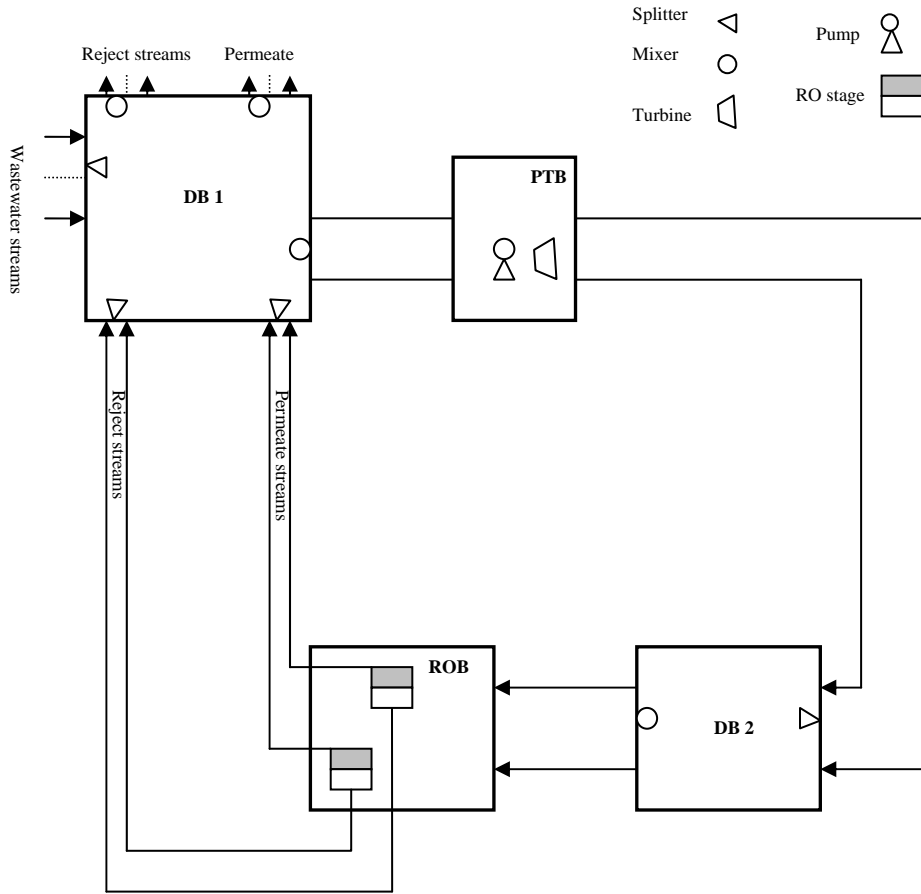 Splitter
Mixer
Turbine
Pump
RO stage
Reject streams
Permeate
Wastewater streams
DB 1
PTB
Reject streams
Permeate streams
ROB
DB 2